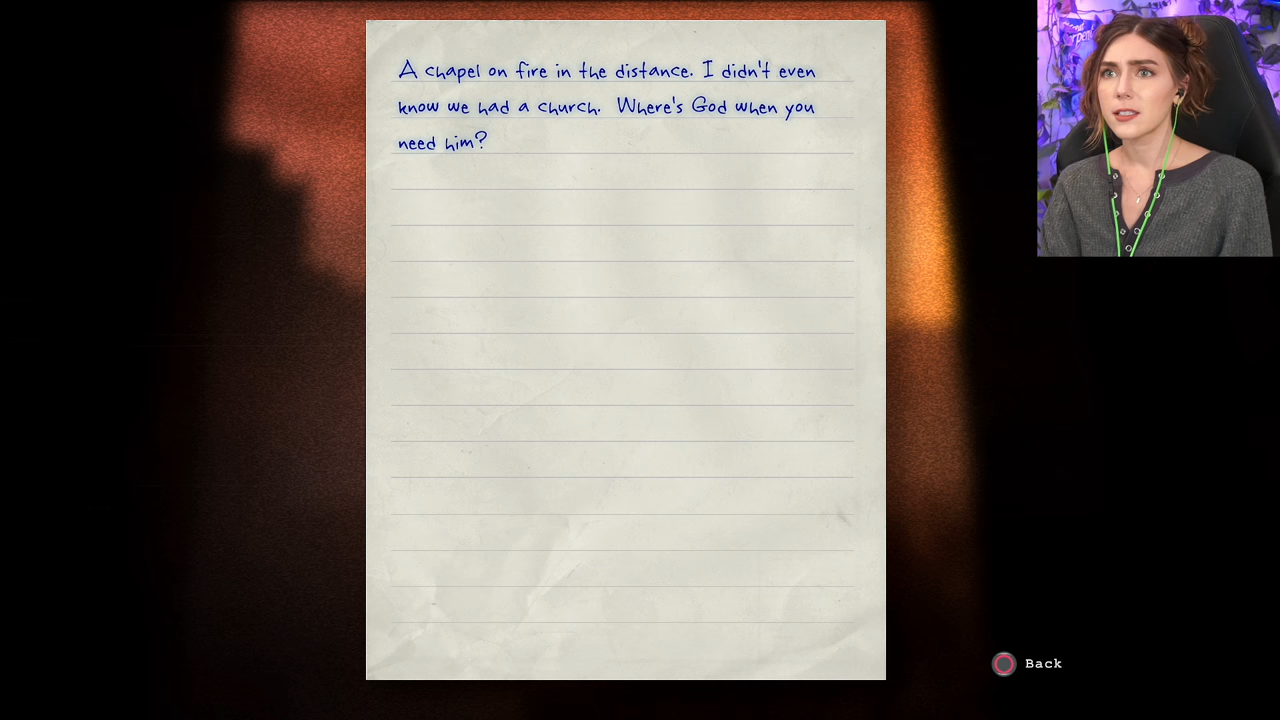 A chapel on fire in the distance. I didn't even
know we had a church. Where's God when you
need him?
Back